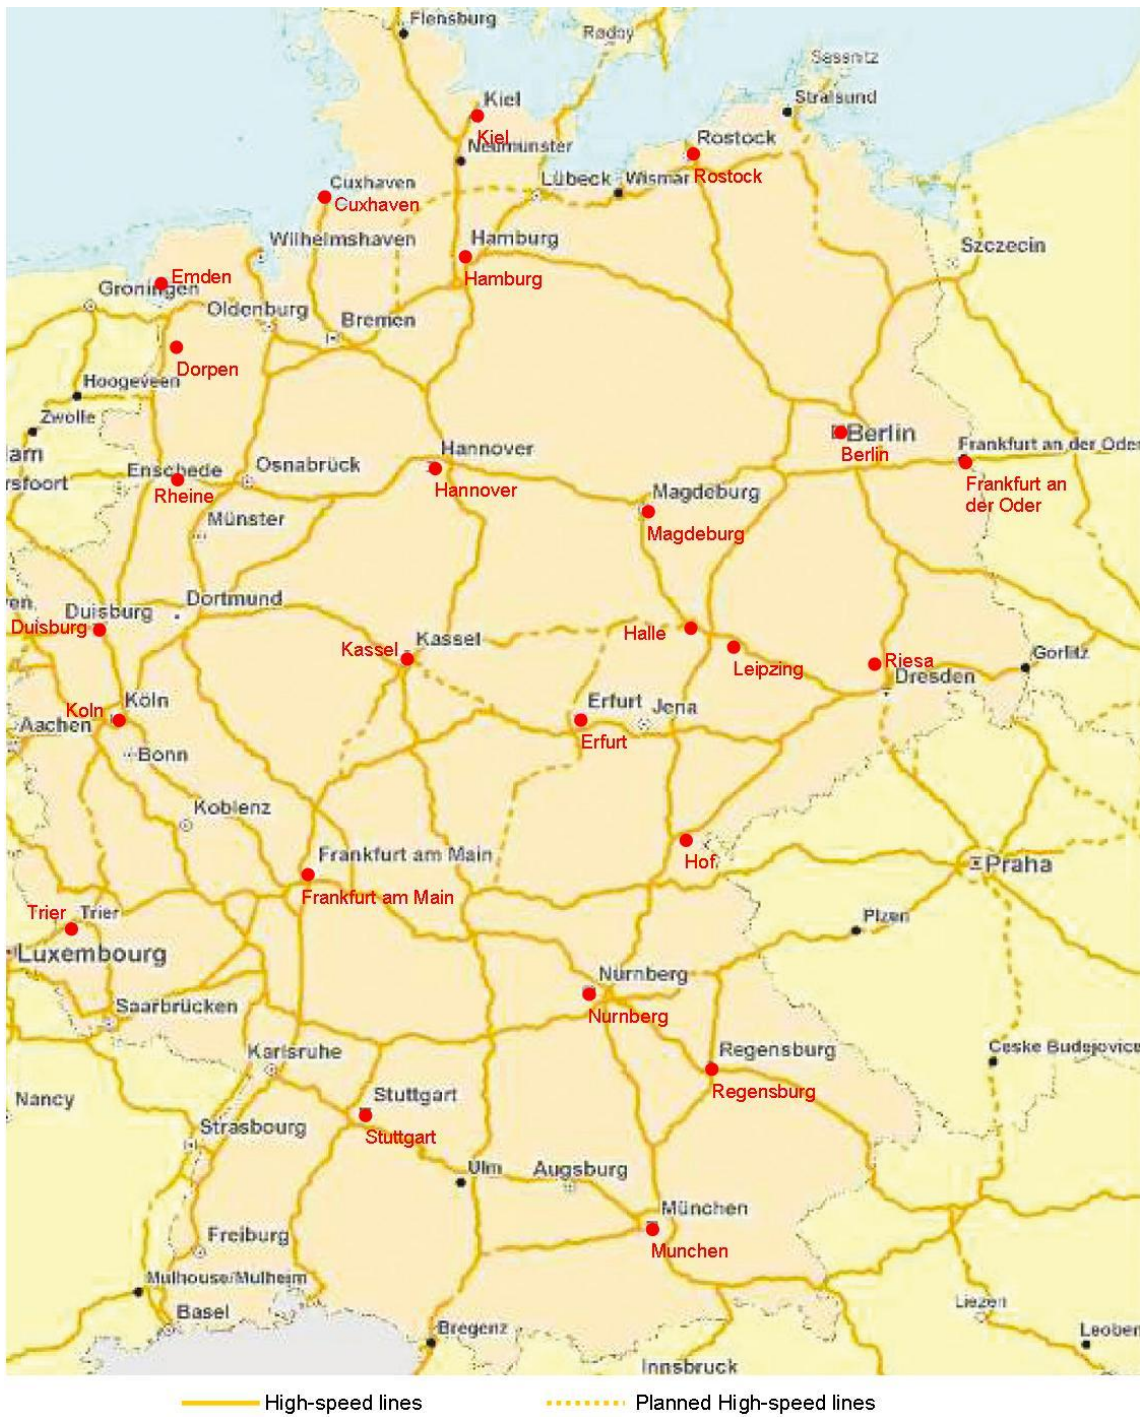 Flensburg
Rødby
Sassnitz
Kiel
Stralsund
Kiel
Rostock
Neumünster
Cuxhaven
Lübeck
Wismar
Rostock
Cuxhaven
Wilhelmshaven
Hamburg
Szczecin
Emden
Hamburg
Groningen
Oldenburg
Bremen
Dorpen
Hoogeveen
Zwolle
Berlin
Frankfurt an der Oder
Hannover
Berlin
am
Enschede
Osnabrück
rsfoort
Rheine
Hannover
Magdeburg
Frankfurt an
der Oder
Münster
Magdeburg
en
Duisburg
Dortmund
Duisburg
Kassel
Kassel
Halle
Leipzing
Riesa
Gorlitz
Dresden
Koln
Köln
Erfurt
Jena
Aachen
Erfurt
Bonn
Koblenz
Frankfurt am Main
Hof
Praha
Frankfurt am Main
Trier
Trier
Plzen
Luxembourg
Nürnberg
Saarbrücken
Nurnberg
Karlsruhe
Regensburg
Ceske Budejovice
Nancy
Stuttgart
Regensburg
Strasbourg
Stuttgart
Ulm
Augsburg
München
Freiburg
Munchen
Mulhouse/Mulheim
Basel
Liezen
Bregenz
Leoben
Innsbruck
High-speed lines
Planned High-speed lines